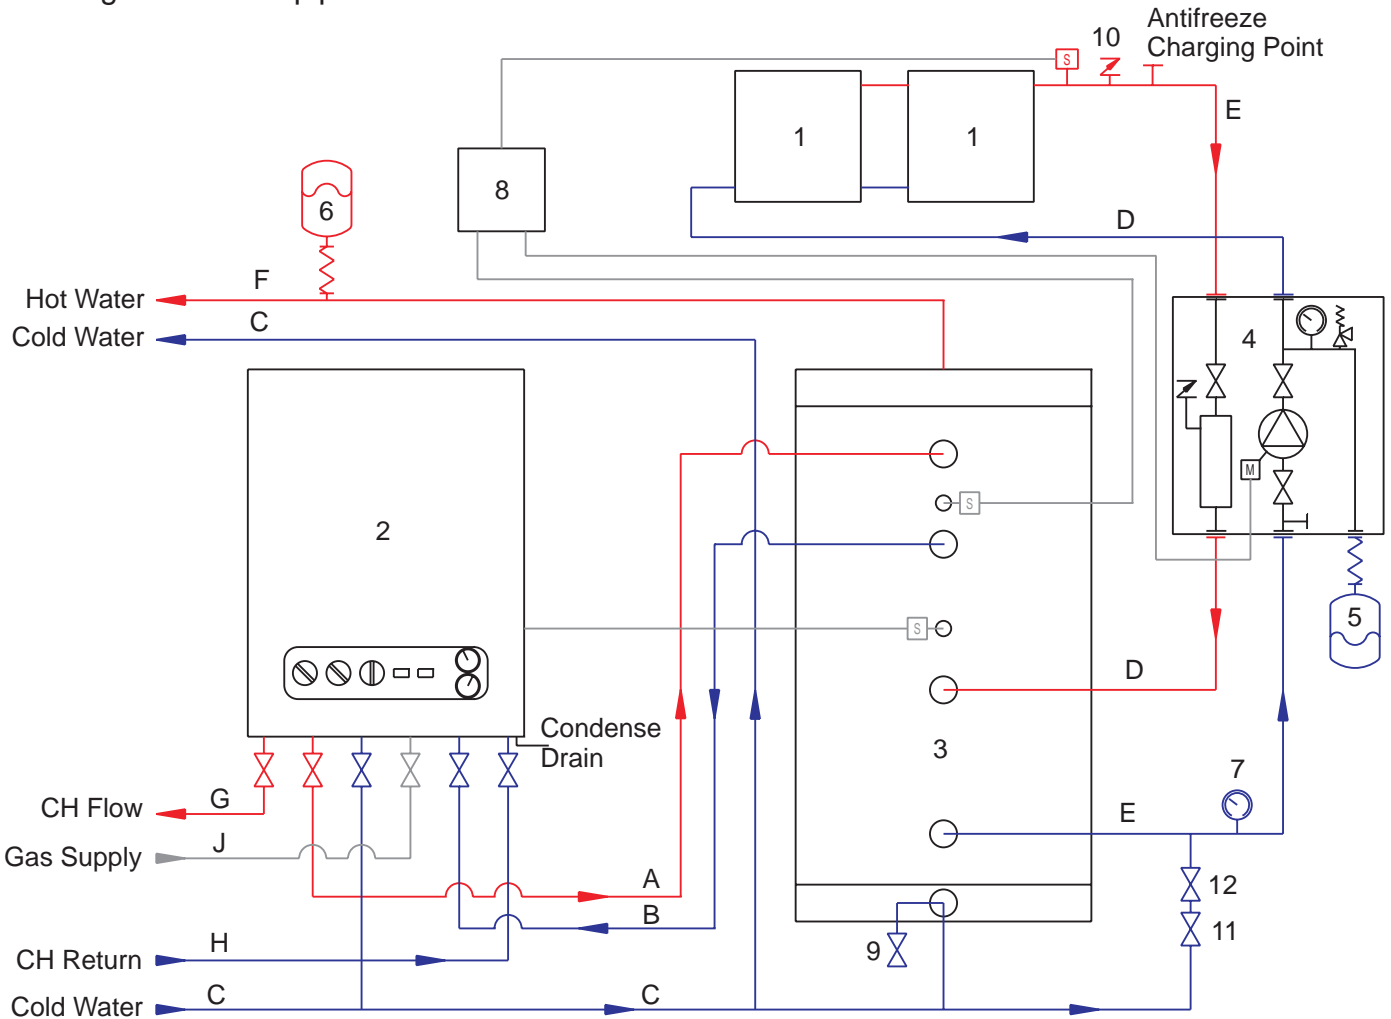 Antifreeze
10
Charging Point
S
E
1
1
8
6
D
F
Hot Water
C
Cold Water
4
M
S
2
5
S
D
Condense
Drain
3
7
G
CH Flow
E
J
Gas Supply
A
12
B
11
9
H
CH Return
C
C
Cold Water